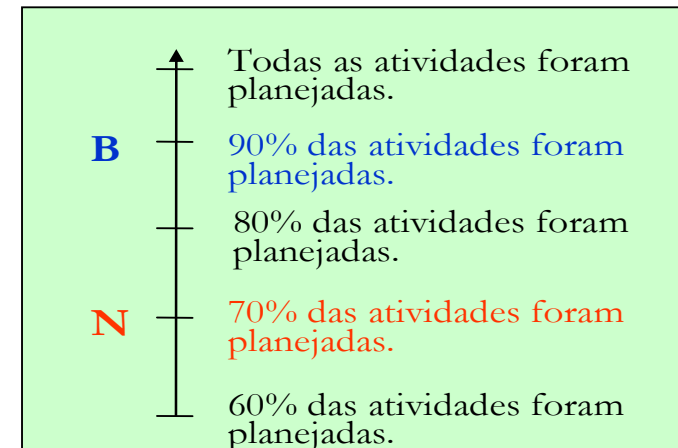 Todas as atividades foram
planejadas.
B
90% das atividades foram
planejadas.
80% das atividades foram
planejadas.
N
70% das atividades foram
planejadas.
60% das atividades foram
planejadas.